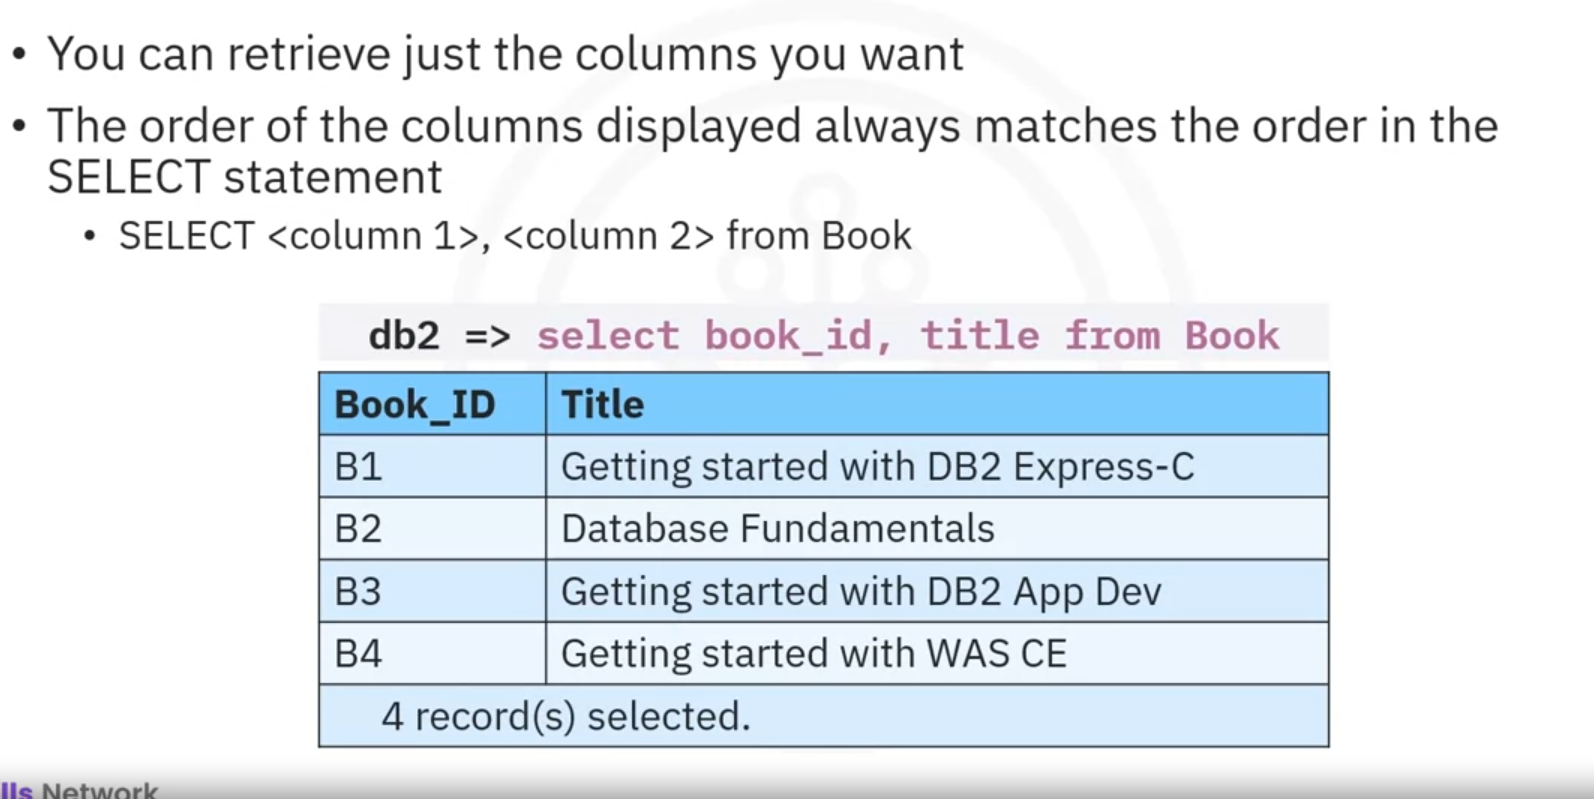 • You can retrieve just the columns you want
• The order of the columns displayed always matches the order in the
SELECT statement
• SELECT <column 1>, <column 2> from Book
db2 => select book_id, title from Book
Book_ID Title
B1 Getting started with DB2 Express-C
B2 Database Fundamentals
B3 Getting started with DB2 App Dev
B4 Getting started with WAS CE
4 record(s) selected.
lls Network